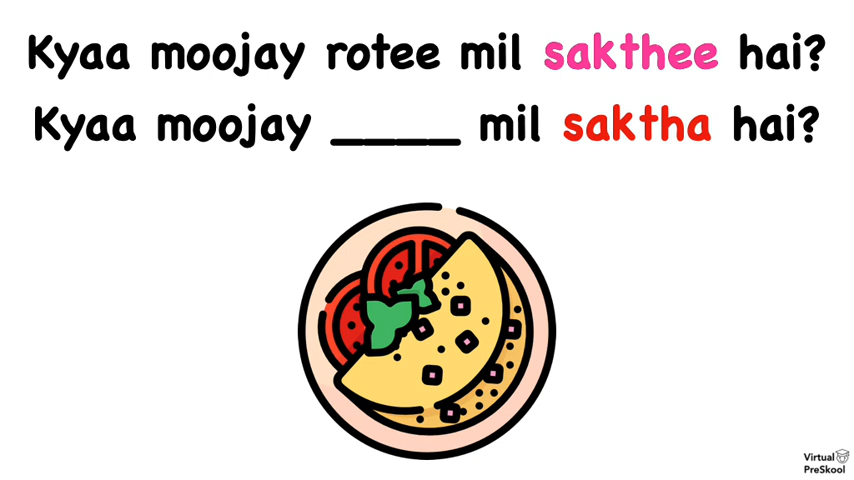 Kyaa moojay rotee mil sakthee hai?
Kyaa moojay ____ mil saktha hai?
Virtual
PreSkool